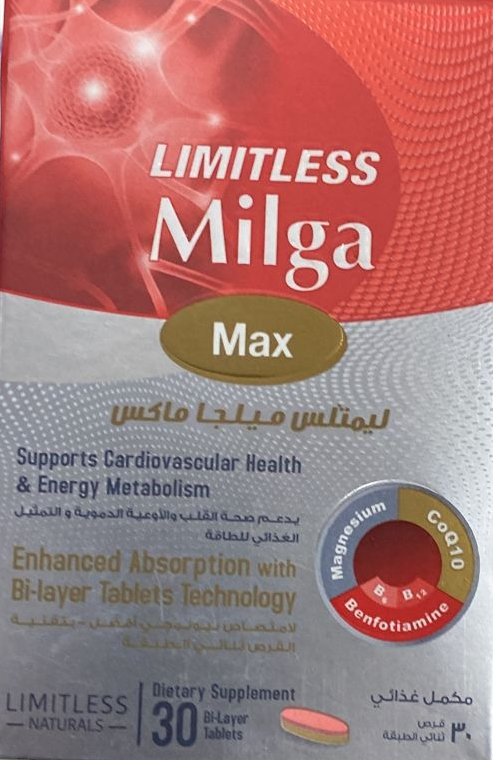 LIMITLESS
Milga
Max
ليمتلس ميلجا ماكس
Supports Cardiovascular Health
& Energy Metabolism
يدعم صحة القلب والأوعية الدموية و التمثيل
الغذائي للطاقة
Enhanced Absorption with
Bi-layer Tablets Technology
لامتصاص بيولوجي أفضل - بتقنية
القرص ثنائي الطبقة
Magnesium
CoQ10
B₆ B₁₂
Benfotiamine
LIMITLESS
— NATURALS —
Dietary Supplement
30 Bi-Layer
Tablets
مكمل غذائي
٣٠ قرص
ثنائي الطبقة